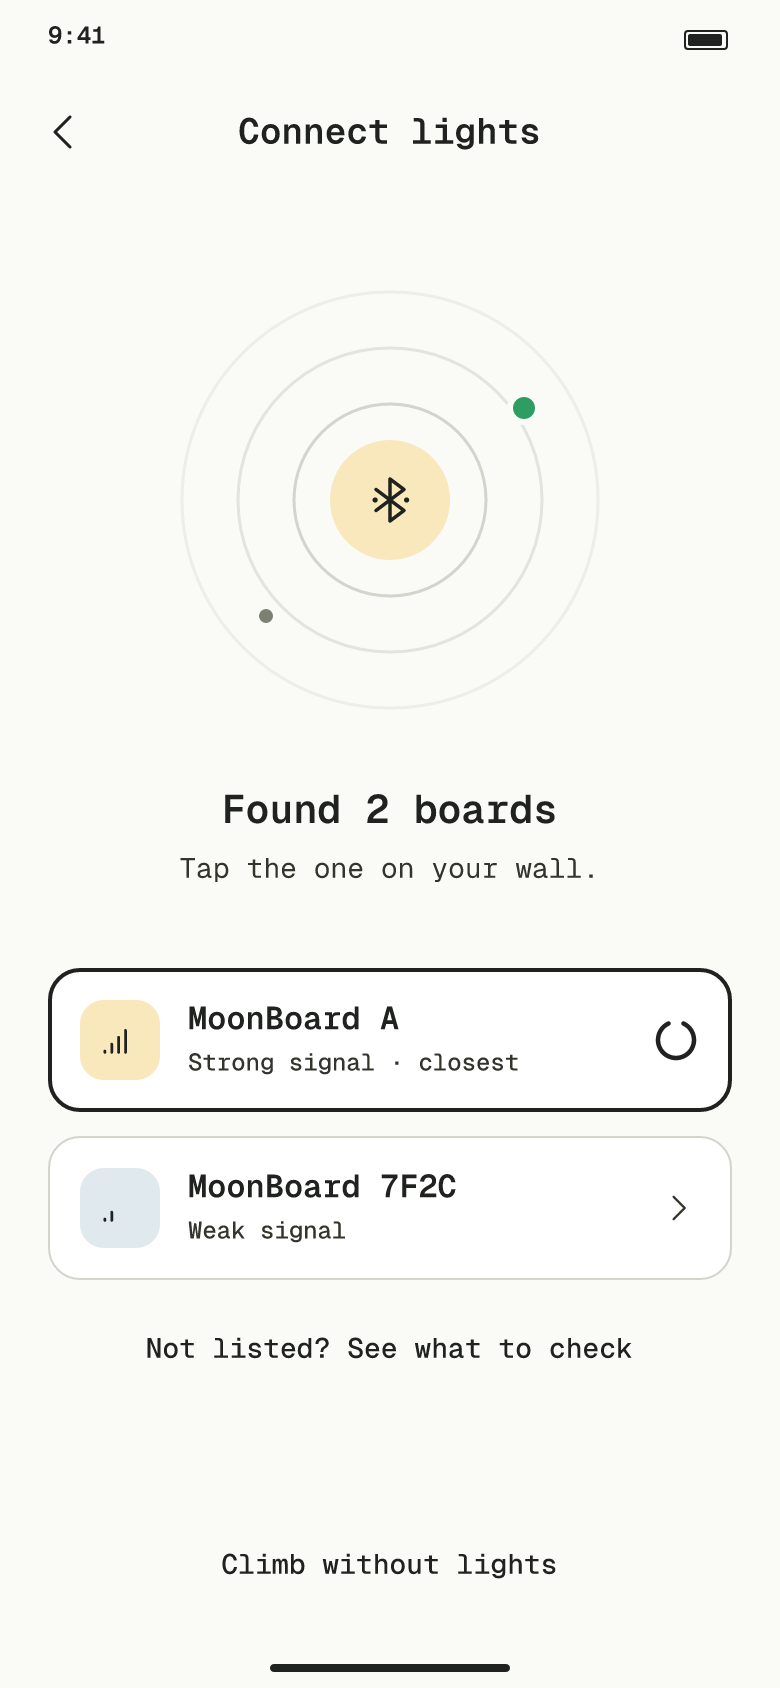 9:41
Connect lights
Found 2 boards
Tap the one on your wall.
MoonBoard A
Strong signal · closest
MoonBoard 7F2C
Weak signal
Not listed? See what to check
Climb without lights